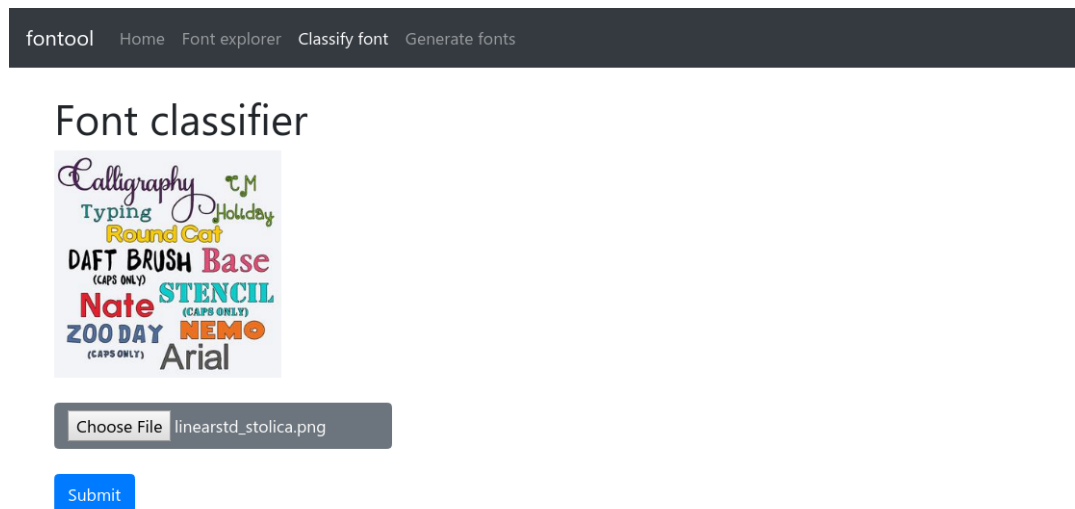 fontool Home Font explorer Classify font Generate fonts
Font classifier
Calligraphy
TM
Typing
Holiday
Round Cat
DAFT BRUSH
(CAPS ONLY)
Base
Nate
STENCIL
(CAPS ONLY)
ZOO DAY
(CAPS ONLY)
NEMO
Arial
Choose File linearstd_stolica.png
Submit